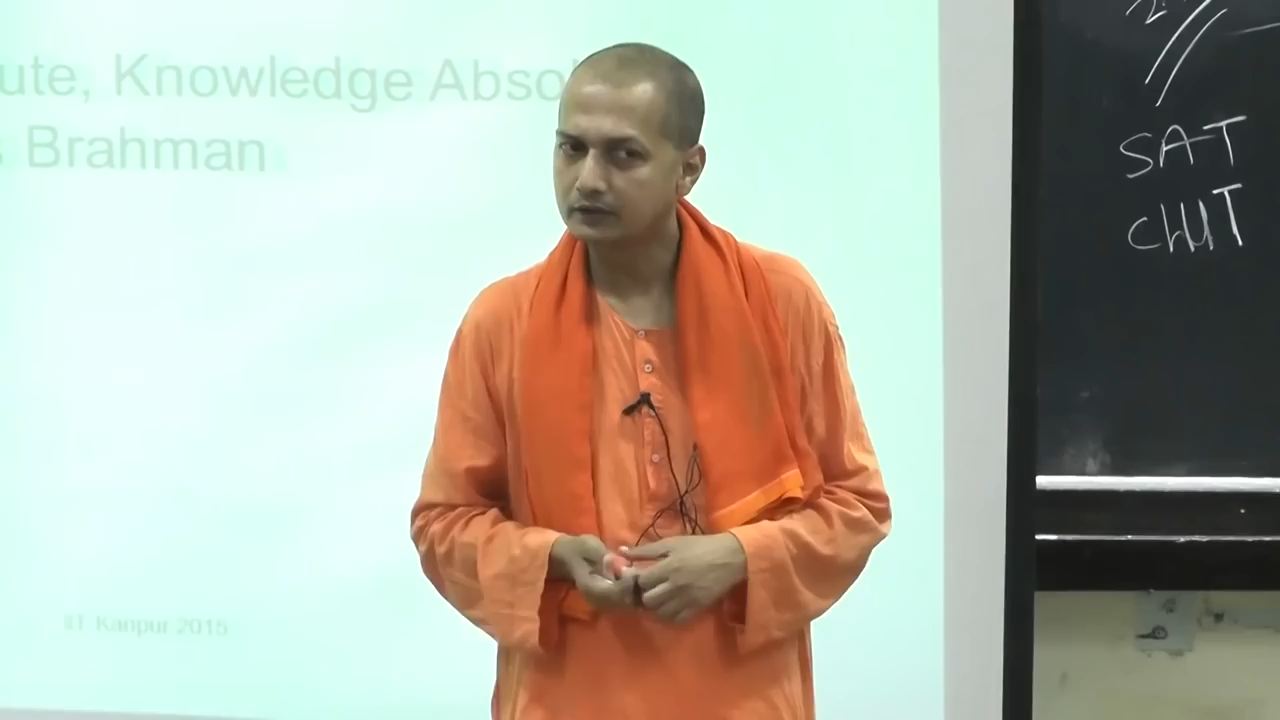 ute, Knowledge Abso
s Brahman
IIT Kanpur 2015
SAT
CHIT